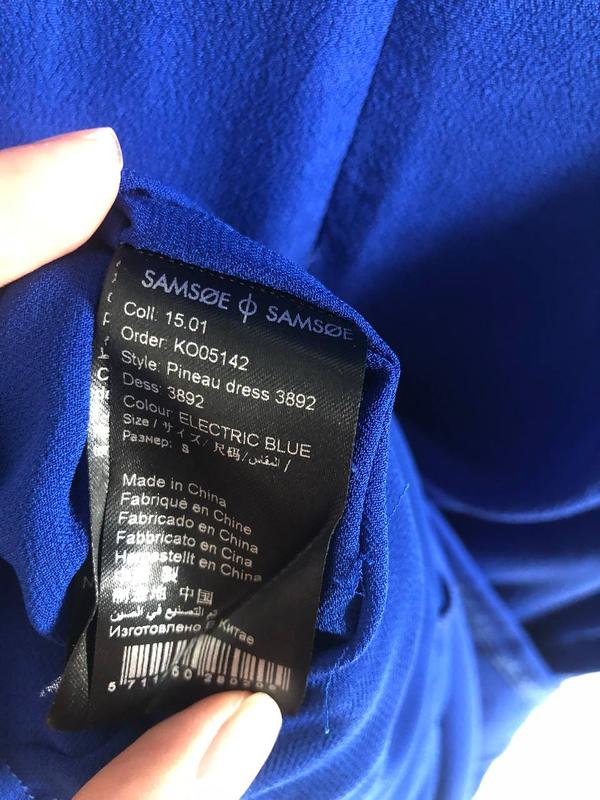 SAMSØE ϕ SAMSØE
Coll. 15.01
Order: KO05142
Style: Pineau dress 3892
Dess: 3892
Colour: ELECTRIC BLUE
Size / サイズ / 尺码 / المقاس /
Размер: S
Made in China
Fabriqué en Chine
Fabricado en China
Fabbricato en Cina
Hergestellt en China
中国
تم التصنيع في الصين
Изготовлено в Китае